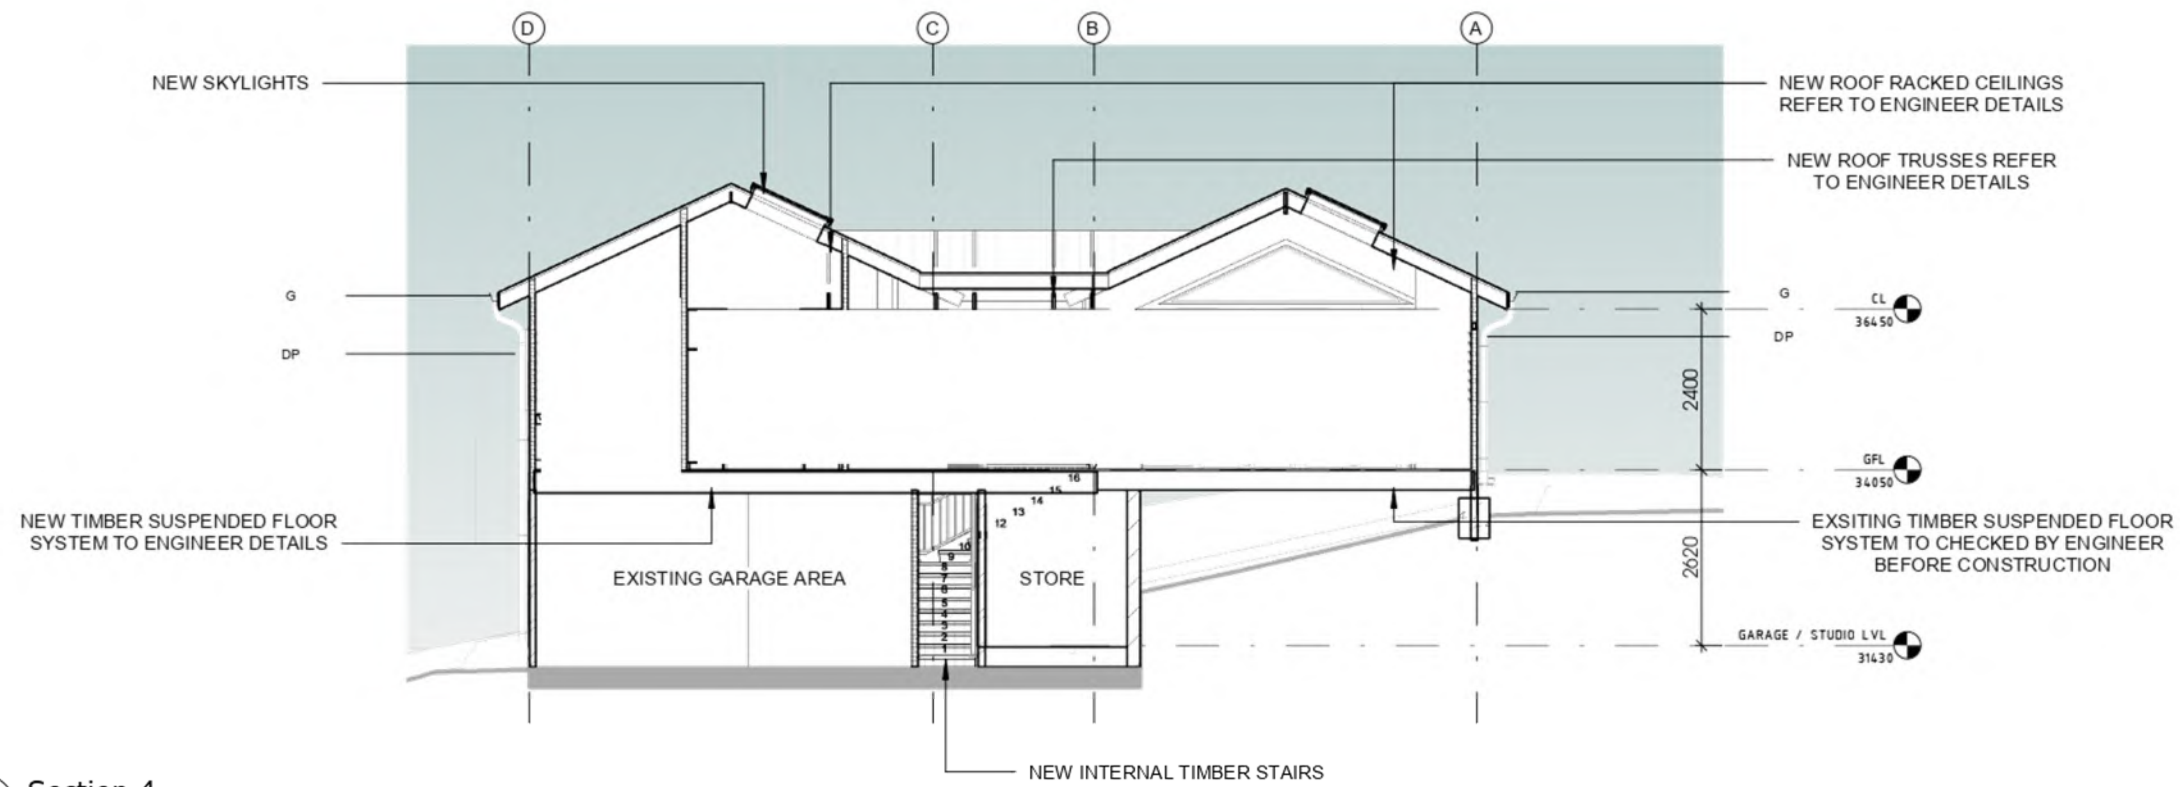 D
C
B
A
NEW SKYLIGHTS
NEW ROOF RACKED CEILINGS
REFER TO ENGINEER DETAILS
NEW ROOF TRUSSES REFER
TO ENGINEER DETAILS
G
G
CL
36450
DP
DP
2400
GFL
34050
16
15
14
13
12
10
9
8
7
6
5
4
3
2
1
NEW TIMBER SUSPENDED FLOOR
SYSTEM TO ENGINEER DETAILS
EXSITING TIMBER SUSPENDED FLOOR
SYSTEM TO CHECKED BY ENGINEER
BEFORE CONSTRUCTION
EXISTING GARAGE AREA
STORE
2620
GARAGE / STUDIO LVL
31430
NEW INTERNAL TIMBER STAIRS
Section 4